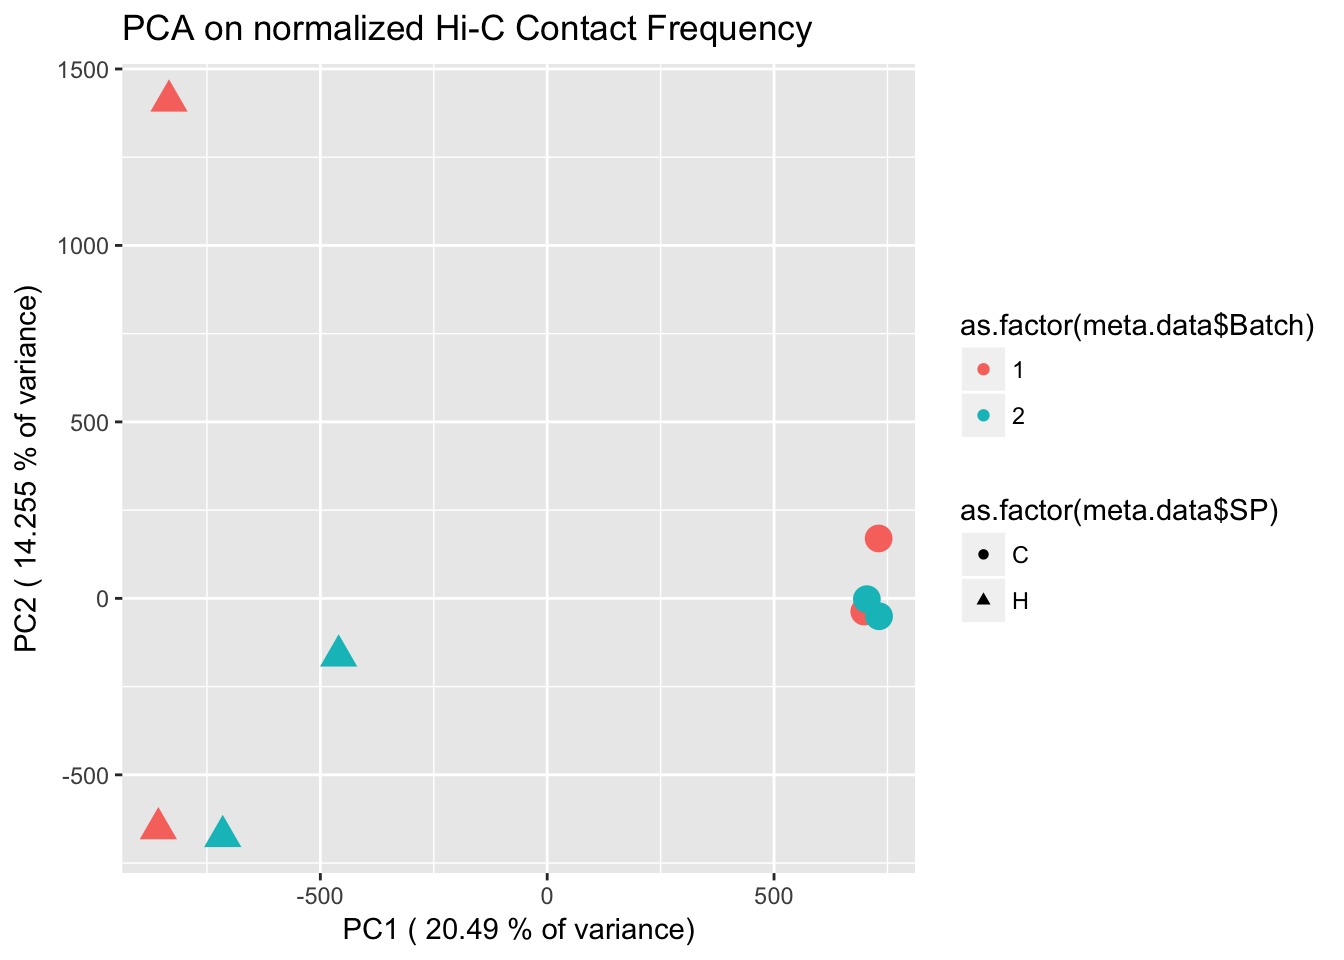 PCA on normalized Hi-C Contact Frequency
1500
1000
500
0
-500
PC2 ( 14.255 % of variance)
-500
0
500
PC1 ( 20.49 % of variance)
as.factor(meta.data$Batch)
1
2
as.factor(meta.data$SP)
C
H